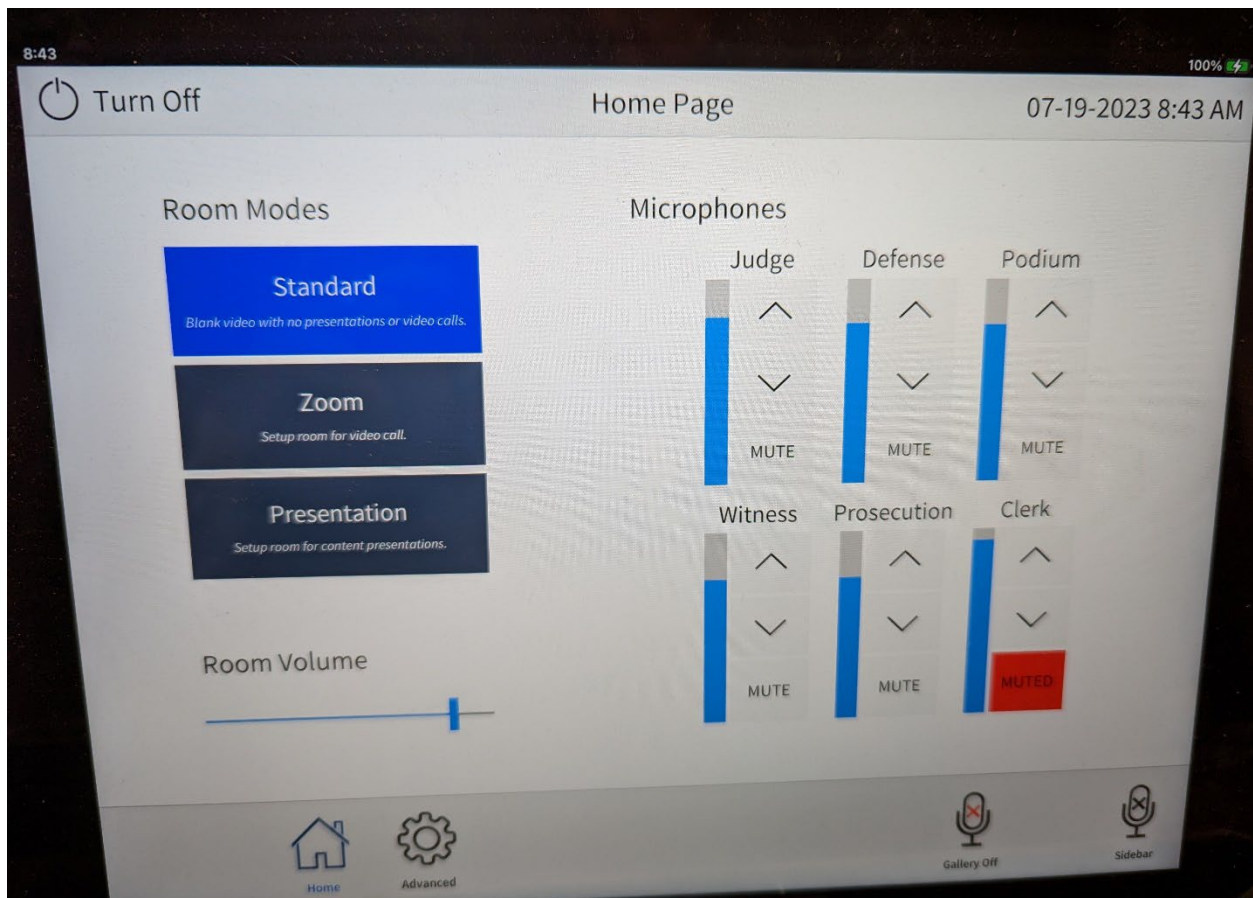 8:43
100%
Turn Off
Home Page
07-19-2023 8:43 AM
Room Modes
Standard
Blank video with no presentations or video calls.
Zoom
Setup room for video call.
Presentation
Setup room for content presentations.
Room Volume
Microphones
Judge
Defense
Podium
MUTE
MUTE
MUTE
Witness
Prosecution
Clerk
MUTE
MUTE
MUTED
Home
Advanced
Gallery Off
Sidebar